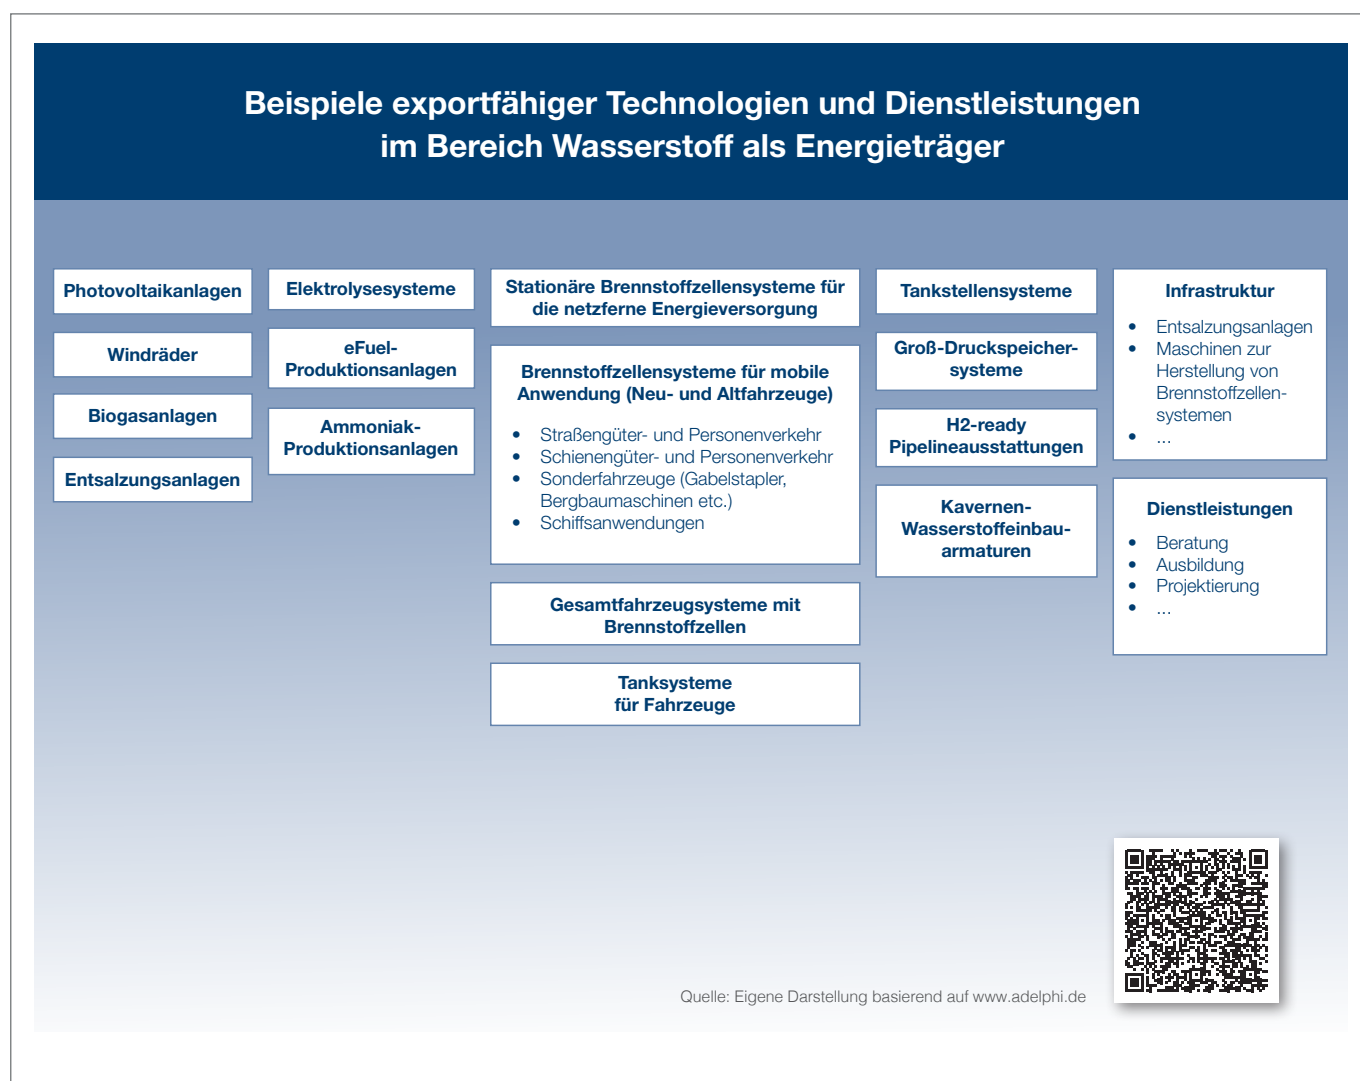 Beispiele exportfähiger Technologien und Dienstleistungen
im Bereich Wasserstoff als Energieträger
Photovoltaikanlagen
Windräder
Biogasanlagen
Entsalzungsanlagen
Elektrolysesysteme
eFuel-
Produktionsanlagen
Ammoniak-
Produktionsanlagen
Stationäre Brennstoffzellensysteme für
die netzferne Energieversorgung
Brennstoffzellensysteme für mobile
Anwendung (Neu- und Altfahrzeuge)
• Straßengüter- und Personenverkehr
• Schienengüter- und Personenverkehr
• Sonderfahrzeuge (Gabelstapler,
Bergbaumaschinen etc.)
• Schiffsanwendungen
Gesamtfahrzeugsysteme mit
Brennstoffzellen
Tanksysteme
für Fahrzeuge
Tankstellensysteme
Groß-Druckspeicher-
systeme
H2-ready
Pipelineausstattungen
Kavernen-
Wasserstoffeinbau-
armaturen
Infrastruktur
• Entsalzungsanlagen
• Maschinen zur
Herstellung von
Brennstoffzellen-
systemen
• ...
Dienstleistungen
• Beratung
• Ausbildung
• Projektierung
• ...
Quelle: Eigene Darstellung basierend auf www.adelphi.de